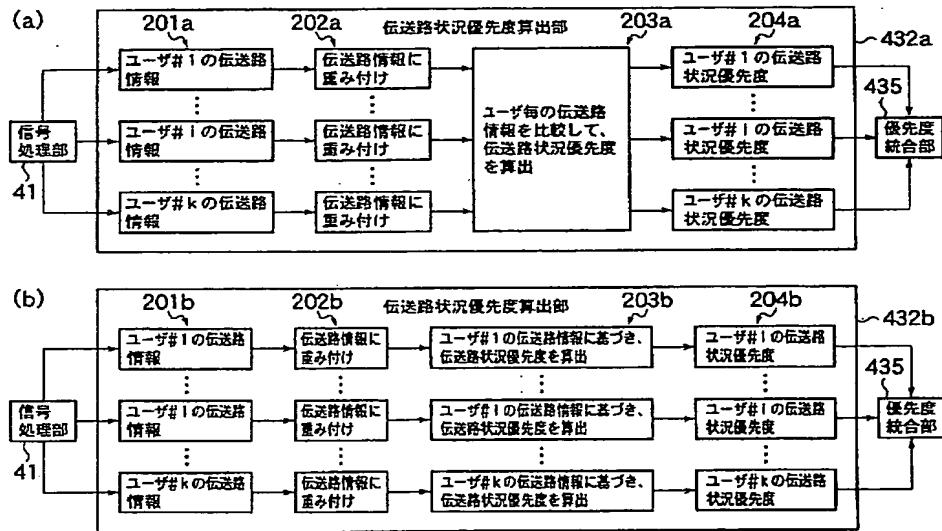 (a)
201a
202a
伝送路状況優先度算出部
203a
204a
432a
ユーザ#1の伝送路
情報
伝送路情報に
重み付け
ユーザ#1の伝送路
状況優先度
435
信号
処理部
41
ユーザ#iの伝送路
情報
伝送路情報に
重み付け
ユーザ毎の伝送路
情報を比較して、
伝送路状況優先度
を算出
ユーザ#iの伝送路
状況優先度
優先度
統合部
ユーザ#kの伝送路
情報
伝送路情報に
重み付け
ユーザ#kの伝送路
状況優先度
(b)
201b
202b
伝送路状況優先度算出部
203b
204b
432b
ユーザ#1の伝送路
情報
伝送路情報に
重み付け
ユーザ#1の伝送路情報に基づき、
伝送路状況優先度を算出
ユーザ#1の伝送路
状況優先度
435
信号
処理部
41
ユーザ#iの伝送路
情報
伝送路情報に
重み付け
ユーザ#iの伝送路情報に基づき、
伝送路状況優先度を算出
ユーザ#iの伝送路
状況優先度
優先度
統合部
ユーザ#kの伝送路
情報
伝送路情報に
重み付け
ユーザ#kの伝送路情報に基づき、
伝送路状況優先度を算出
ユーザ#kの伝送路
状況優先度